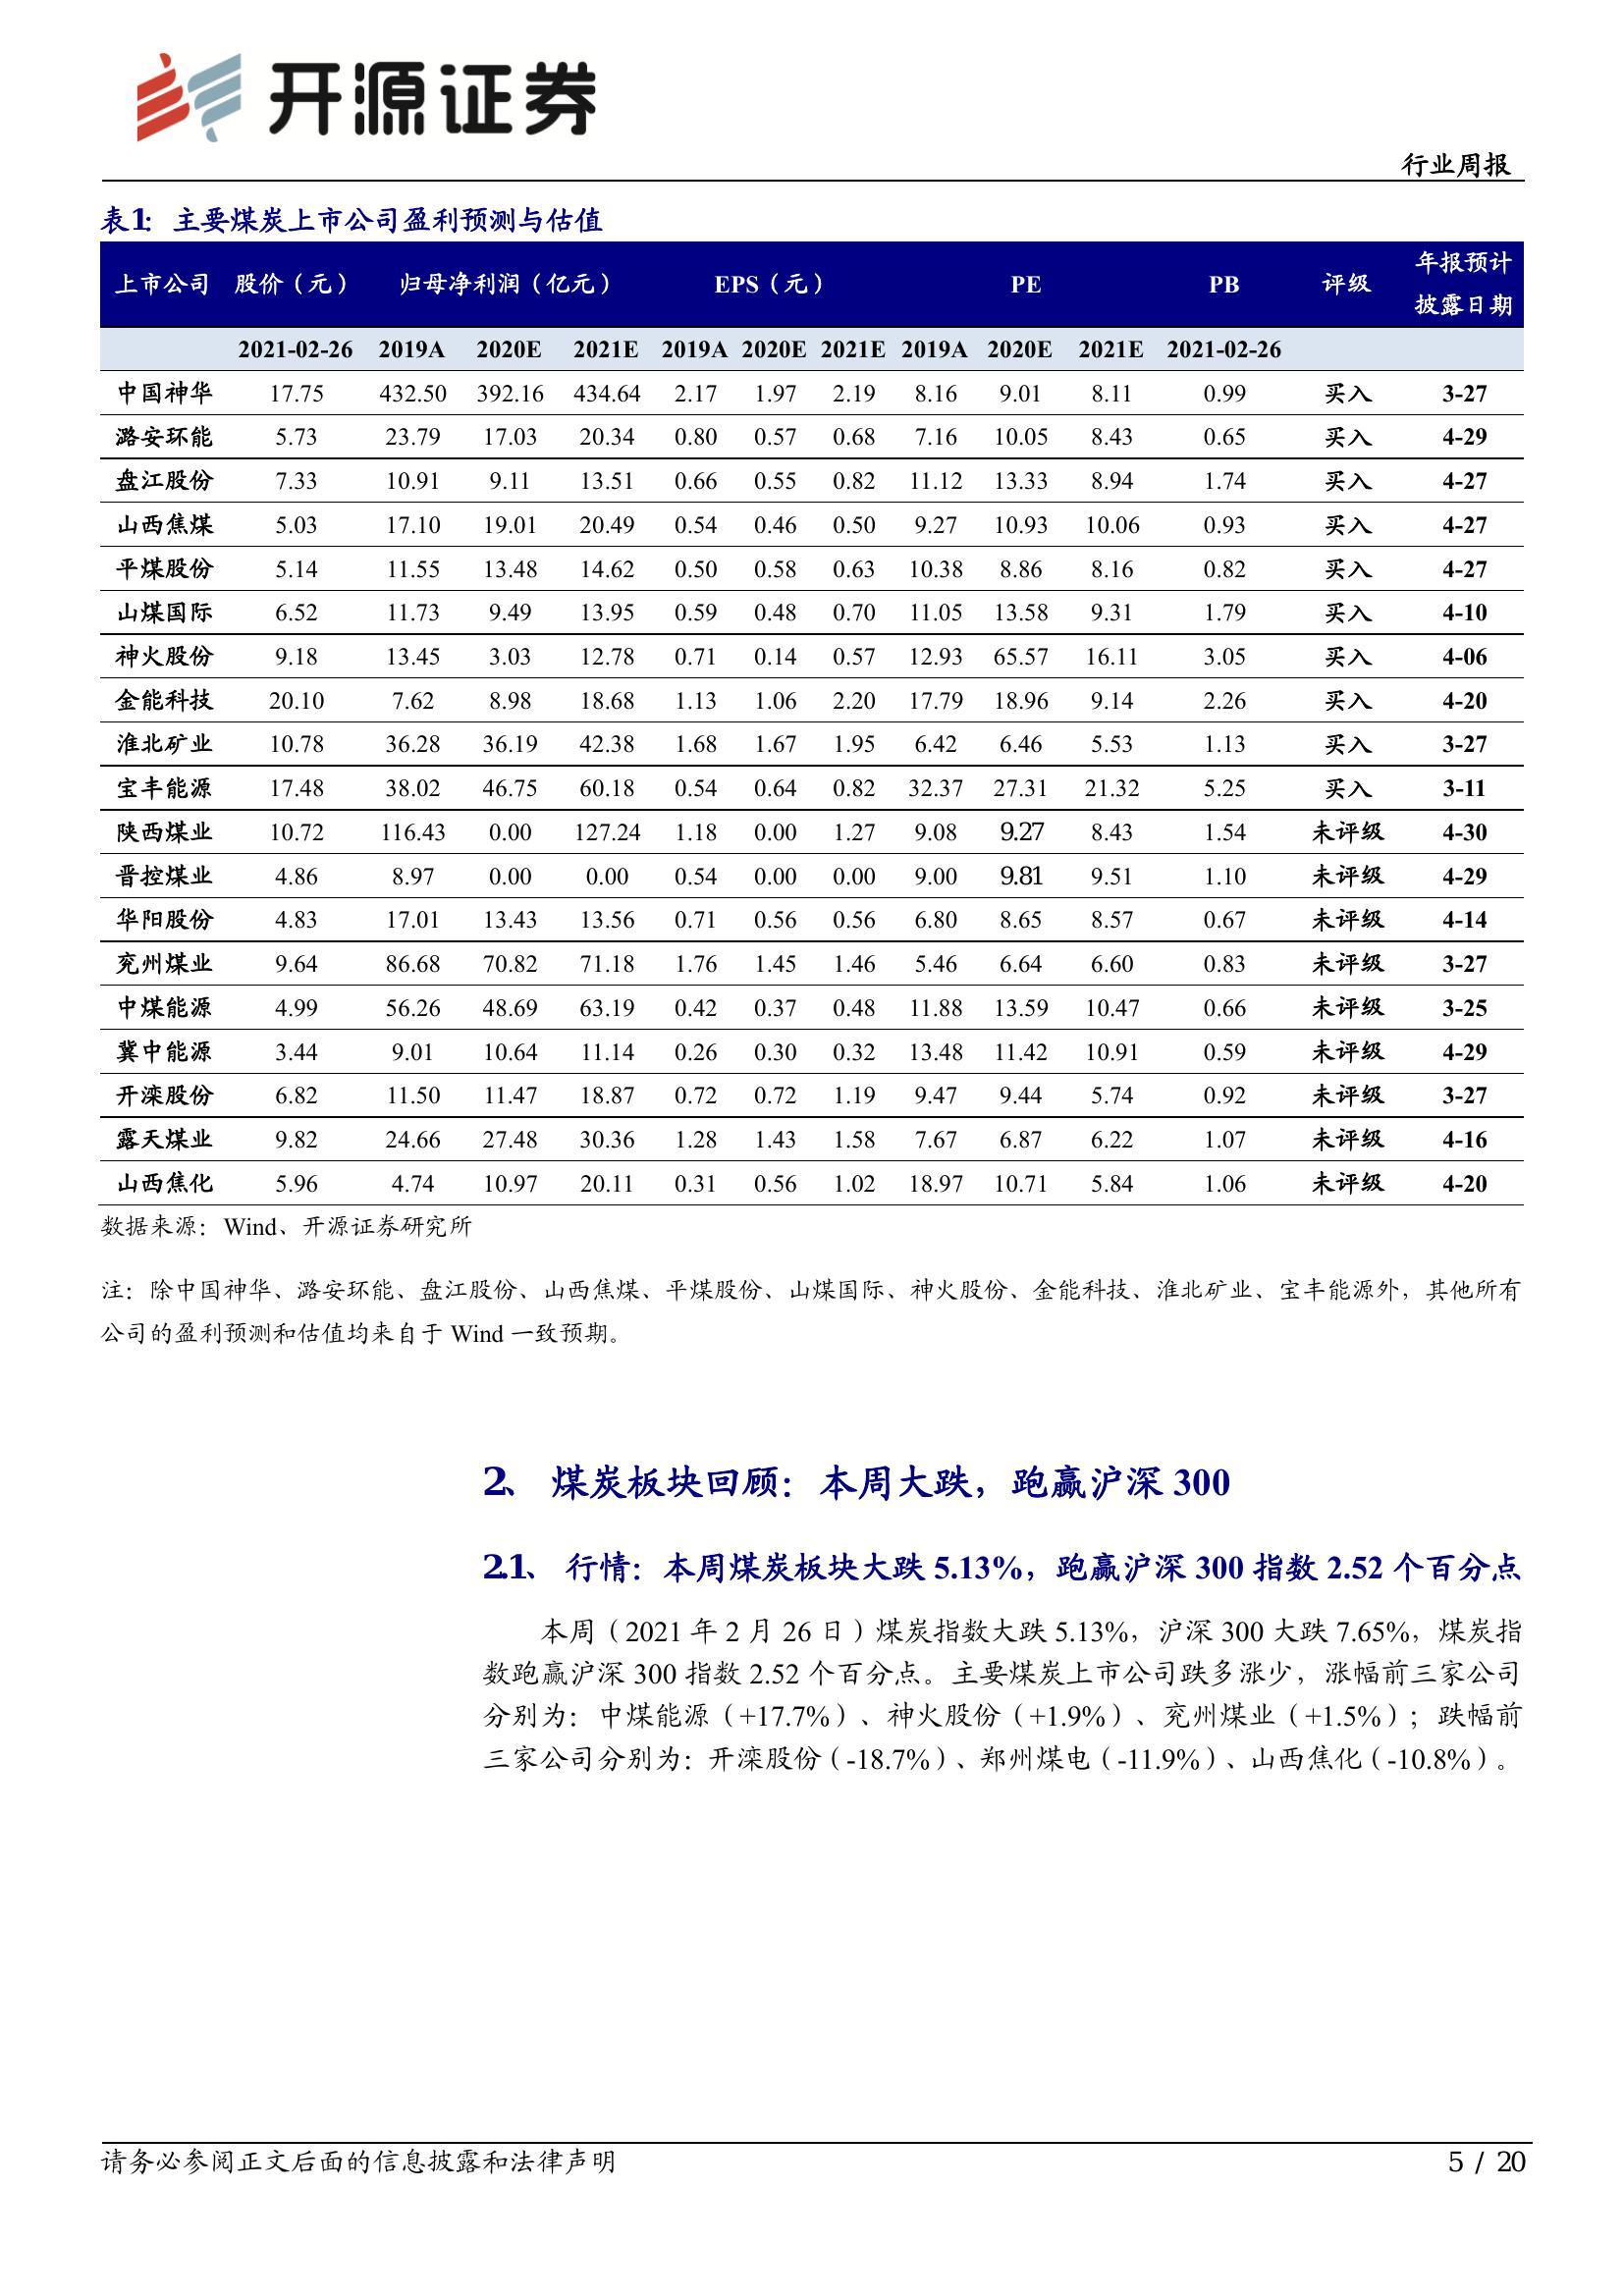 开源证券
行业周报
表1: 主要煤炭上市公司盈利预测与估值
上市公司 股价（元） 归母净利润（亿元） EPS（元） PE PB 评级 年报预计披露日期
2021-02-26 2019A 2020E 2021E 2019A 2020E 2021E 2019A 2020E 2021E 2021-02-26
中国神华 17.75 432.50 392.16 434.64 2.17 1.97 2.19 8.16 9.01 8.11 0.99 买入 3-27
潞安环能 5.73 23.79 17.03 20.34 0.80 0.57 0.68 7.16 10.05 8.43 0.65 买入 4-29
盘江股份 7.33 10.91 9.11 13.51 0.66 0.55 0.82 11.12 13.33 8.94 1.74 买入 4-27
山西焦煤 5.03 17.10 19.01 20.49 0.54 0.46 0.50 9.27 10.93 10.06 0.93 买入 4-27
平煤股份 5.14 11.55 13.48 14.62 0.50 0.58 0.63 10.38 8.86 8.16 0.82 买入 4-27
山煤国际 6.52 11.73 9.49 13.95 0.59 0.48 0.70 11.05 13.58 9.31 1.79 买入 4-10
神火股份 9.18 13.45 3.03 12.78 0.71 0.14 0.57 12.93 65.57 16.11 3.05 买入 4-06
金能科技 20.10 7.62 8.98 18.68 1.13 1.06 2.20 17.79 18.96 9.14 2.26 买入 4-20
淮北矿业 10.78 36.28 36.19 42.38 1.68 1.67 1.95 6.42 6.46 5.53 1.13 买入 3-27
宝丰能源 17.48 38.02 46.75 60.18 0.54 0.64 0.82 32.37 27.31 21.32 5.25 买入 3-11
陕西煤业 10.72 116.43 0.00 127.24 1.18 0.00 1.27 9.08 9.27 8.43 1.54 未评级 4-30
晋控煤业 4.86 8.97 0.00 0.00 0.54 0.00 0.00 9.00 9.81 9.51 1.10 未评级 4-29
华阳股份 4.83 17.01 13.43 13.56 0.71 0.56 0.56 6.80 8.65 8.57 0.67 未评级 4-14
兖州煤业 9.64 86.68 70.82 71.18 1.76 1.45 1.46 5.46 6.64 6.60 0.83 未评级 3-27
中煤能源 4.99 56.26 48.69 63.19 0.42 0.37 0.48 11.88 13.59 10.47 0.66 未评级 3-25
冀中能源 3.44 9.01 10.64 11.14 0.26 0.30 0.32 13.48 11.42 10.91 0.59 未评级 4-29
开滦股份 6.82 11.50 11.47 18.87 0.72 0.72 1.19 9.47 9.44 5.74 0.92 未评级 3-27
露天煤业 9.82 24.66 27.48 30.36 1.28 1.43 1.58 7.67 6.87 6.22 1.07 未评级 4-16
山西焦化 5.96 4.74 10.97 20.11 0.31 0.56 1.02 18.97 10.71 5.84 1.06 未评级 4-20
数据来源：Wind、开源证券研究所
注：除中国神华、潞安环能、盘江股份、山西焦煤、平煤股份、山煤国际、神火股份、金能科技、淮北矿业、宝丰能源外，其他所有
公司的盈利预测和估值均来自于 Wind 一致预期。
2、 煤炭板块回顾：本周大跌，跑赢沪深 300
2.1、 行情：本周煤炭板块大跌 5.13%，跑赢沪深 300 指数 2.52 个百分点
本周（2021 年 2 月 26 日）煤炭指数大跌 5.13%，沪深 300 大跌 7.65%，煤炭指
数跑赢沪深 300 指数 2.52 个百分点。主要煤炭上市公司跌多涨少，涨幅前三家公司
分别为：中煤能源（+17.7%）、神火股份（+1.9%）、兖州煤业（+1.5%）；跌幅前
三家公司分别为：开滦股份（-18.7%）、郑州煤电（-11.9%）、山西焦化（-10.8%）。
请务必参阅正文后面的信息披露和法律声明 5 / 20